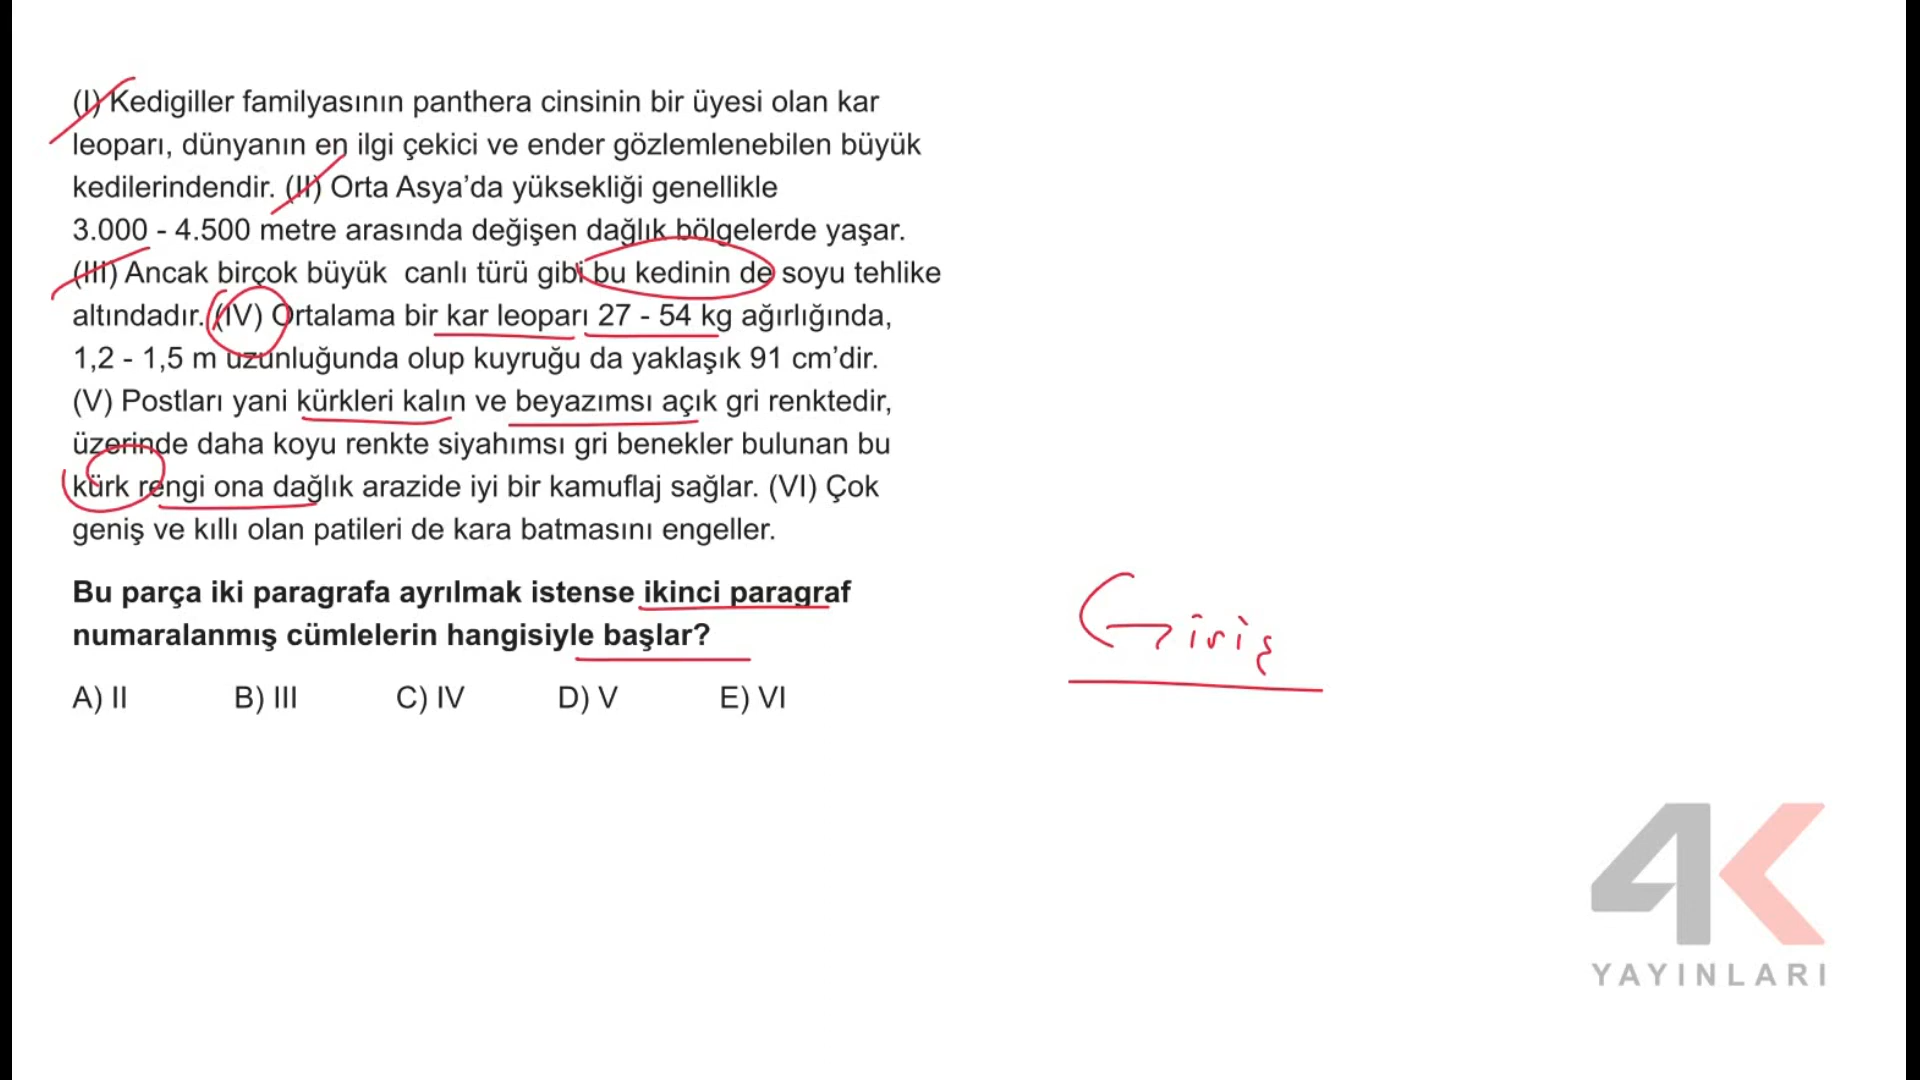 (I) Kedigiller familyasının panthera cinsinin bir üyesi olan kar
leoparı, dünyanın en ilgi çekici ve ender gözlemlenebilen büyük
kedilerindendir. (II) Orta Asya’da yüksekliği genellikle
3.000 - 4.500 metre arasında değişen dağlık bölgelerde yaşar.
(III) Ancak birçok büyük canlı türü gibi bu kedinin de soyu tehlike
altındadır. (IV) Ortalama bir kar leoparı 27 - 54 kg ağırlığında,
1,2 - 1,5 m uzunluğunda olup kuyruğu da yaklaşık 91 cm’dir.
(V) Postları yani kürkleri kalın ve beyazımsı açık gri renktedir,
üzerinde daha koyu renkte siyahımsı gri benekler bulunan bu
kürk rengi ona dağlık arazide iyi bir kamuflaj sağlar. (VI) Çok
geniş ve kıllı olan patileri de kara batmasını engeller.
Bu parça iki paragrafa ayrılmak istense ikinci paragraf
numaralanmış cümlelerin hangisiyle başlar?
A) II B) III C) IV D) V E) VI
Giriş
4K
YAYINLARI